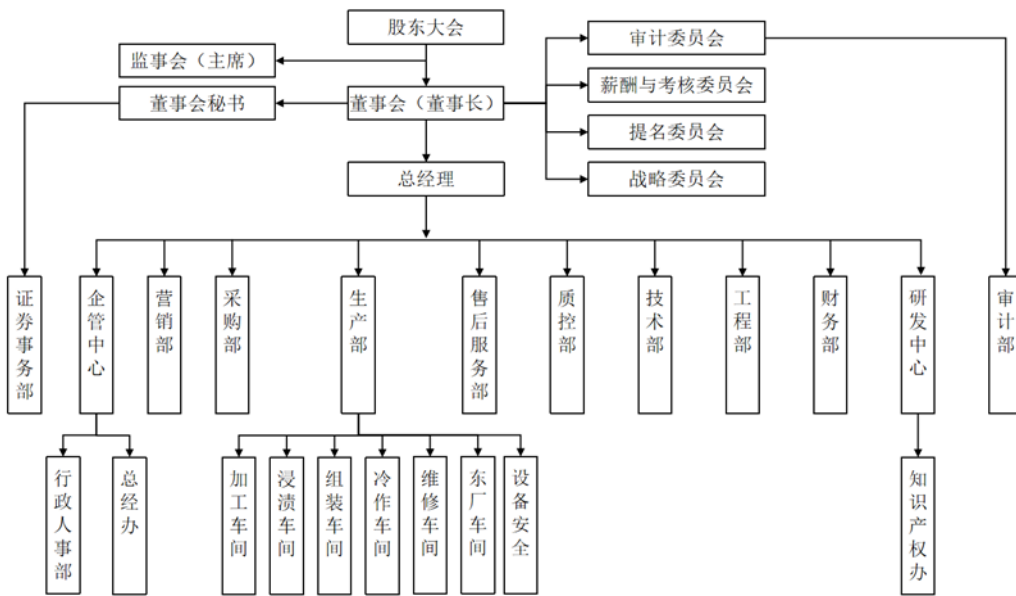 股东大会
审计委员会
监事会（主席）
薪酬与考核委员会
董事会秘书
董事会（董事长）
提名委员会
总经理
战略委员会
证券事务部
企管中心
营销部
采购部
生产部
售后服务部
质控部
技术部
工程部
财务部
研发中心
审计部
行政人事部
总经办
加工车间
浸渍车间
组装车间
冷作车间
维修车间
东厂车间
设备安全
知识产权办